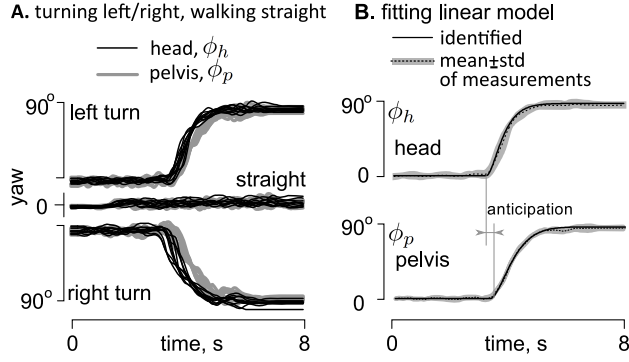 A. turning left/right, walking straight
head, ϕh
pelvis, ϕp
90°
left turn
straight
yaw
0
right turn
90°
0
time, s
8
B. fitting linear model
identified
mean±std
of measurements
90°
ϕh
head
0
anticipation
90°
ϕp
pelvis
0
0
time, s
8